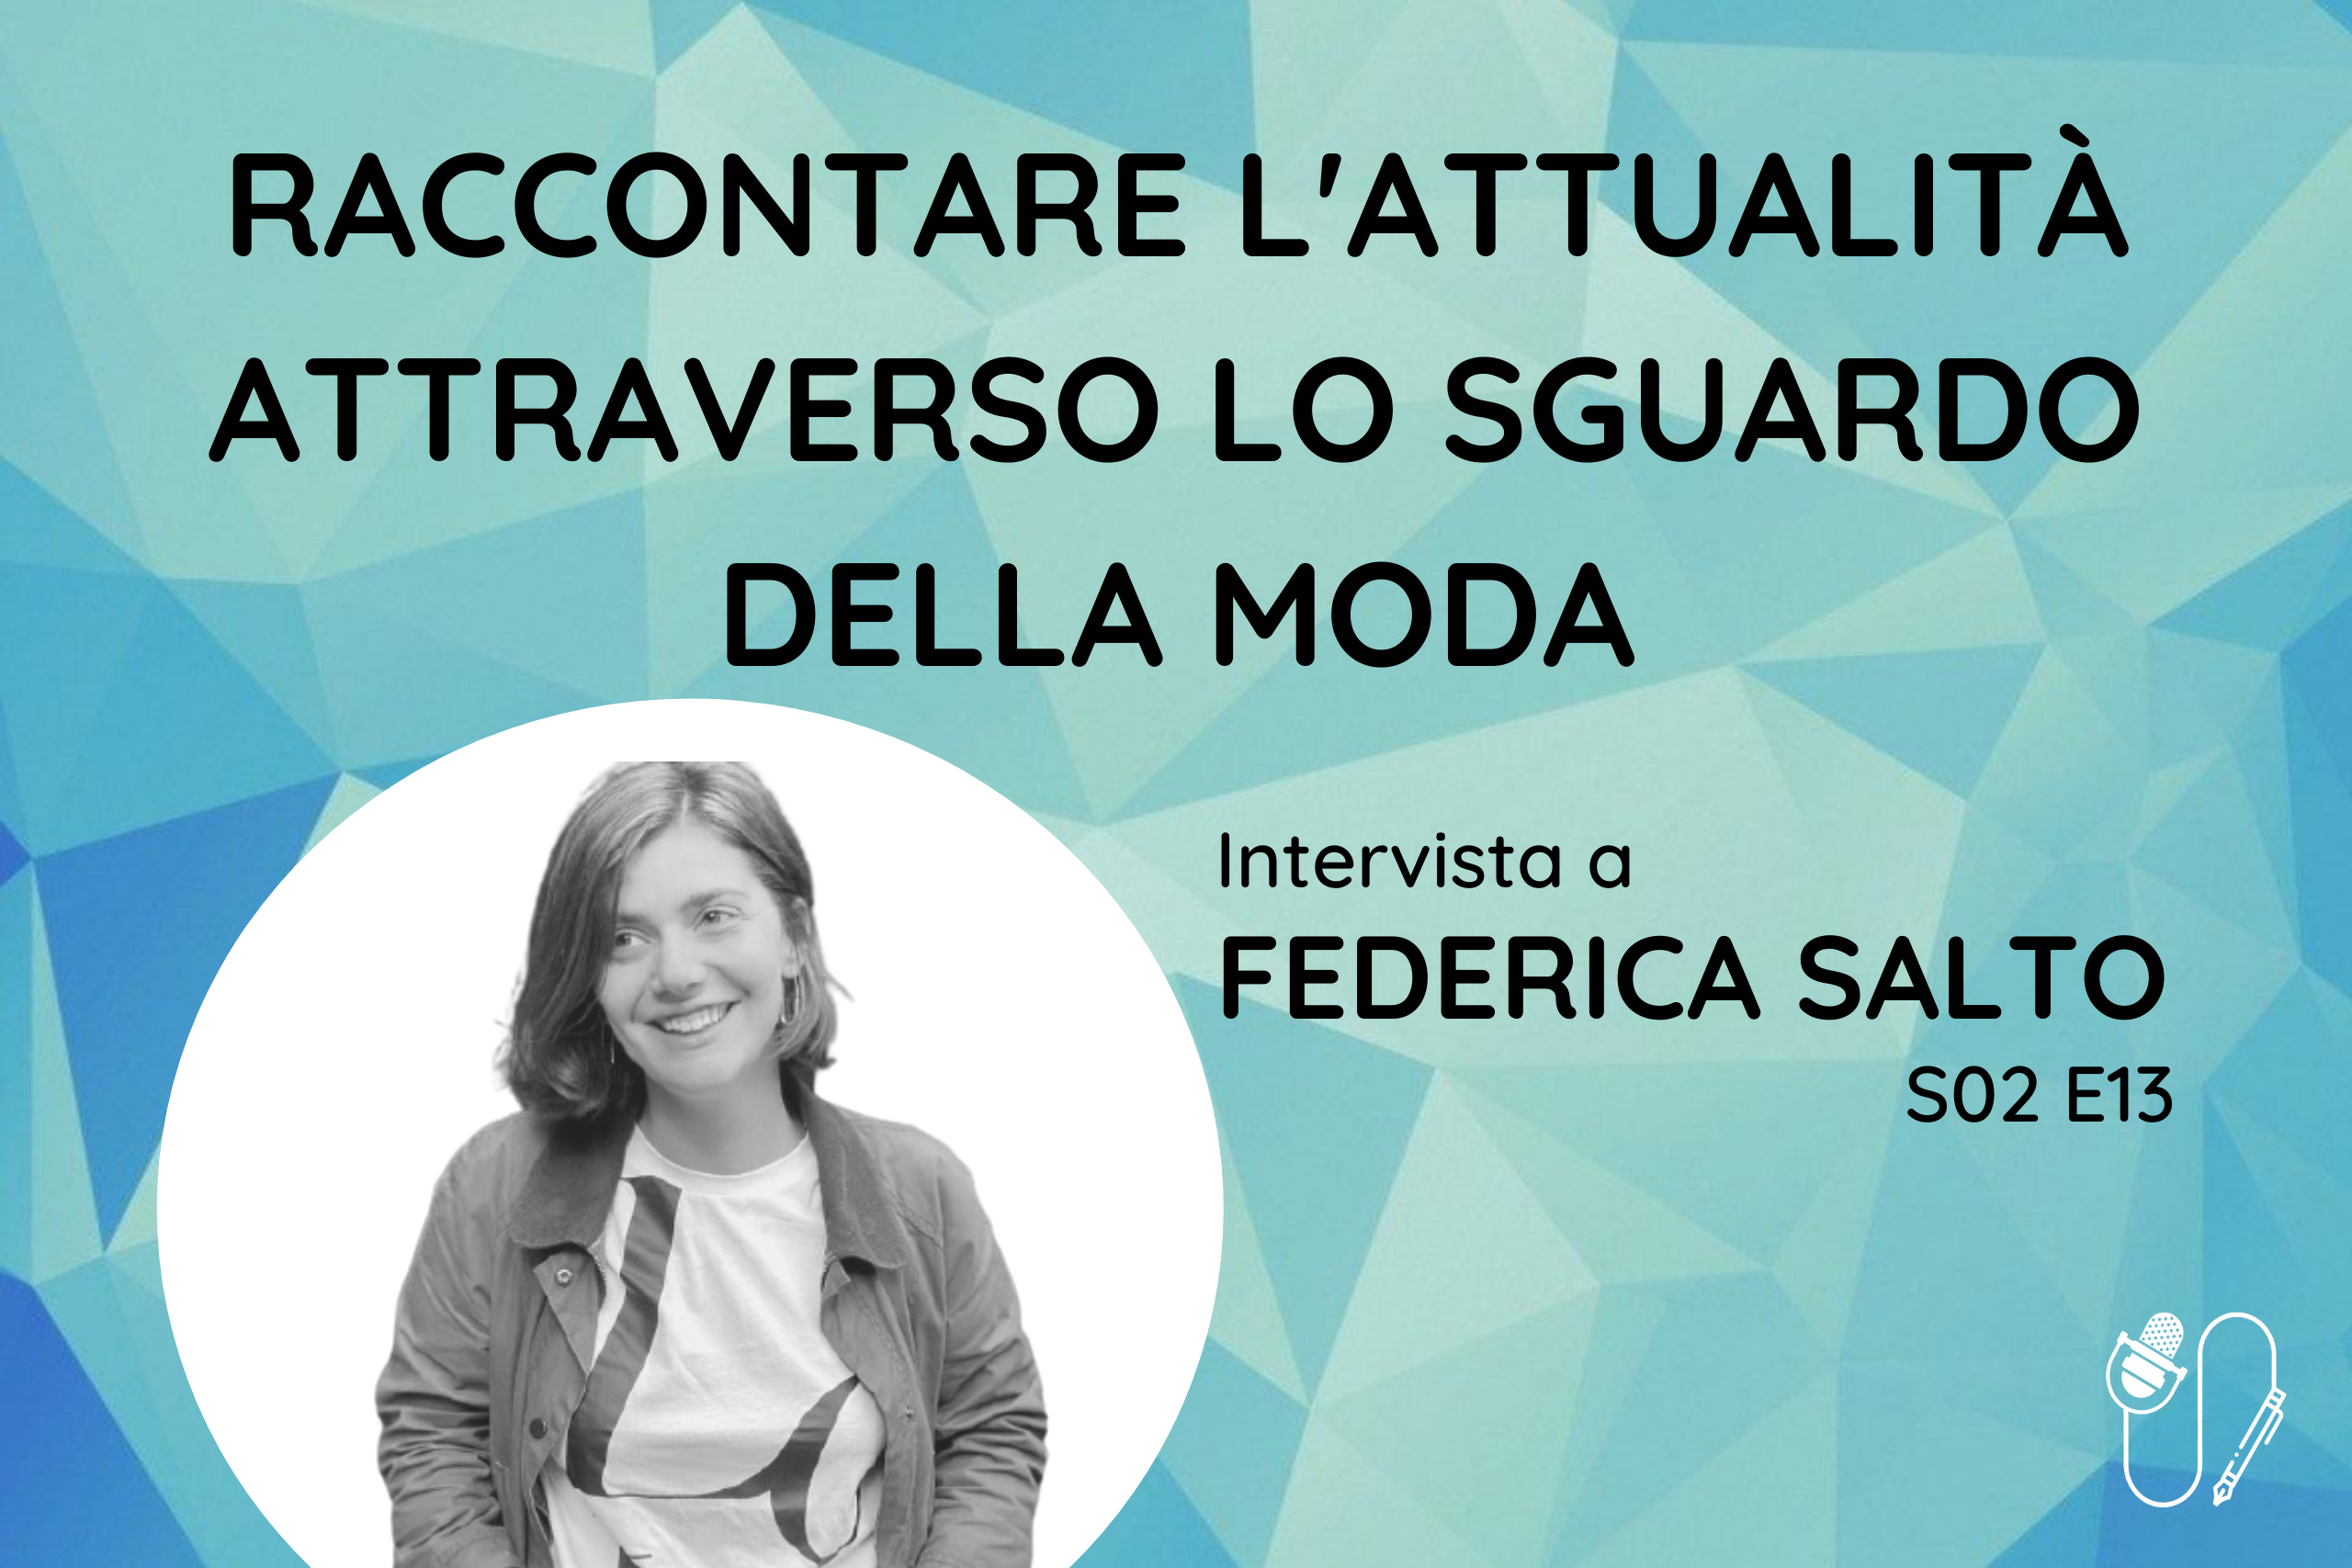 RACCONTARE L'ATTUALITÀ
ATTRAVERSO LO SGUARDO
DELLA MODA
Intervista a
FEDERICA SALTO
S02 E13